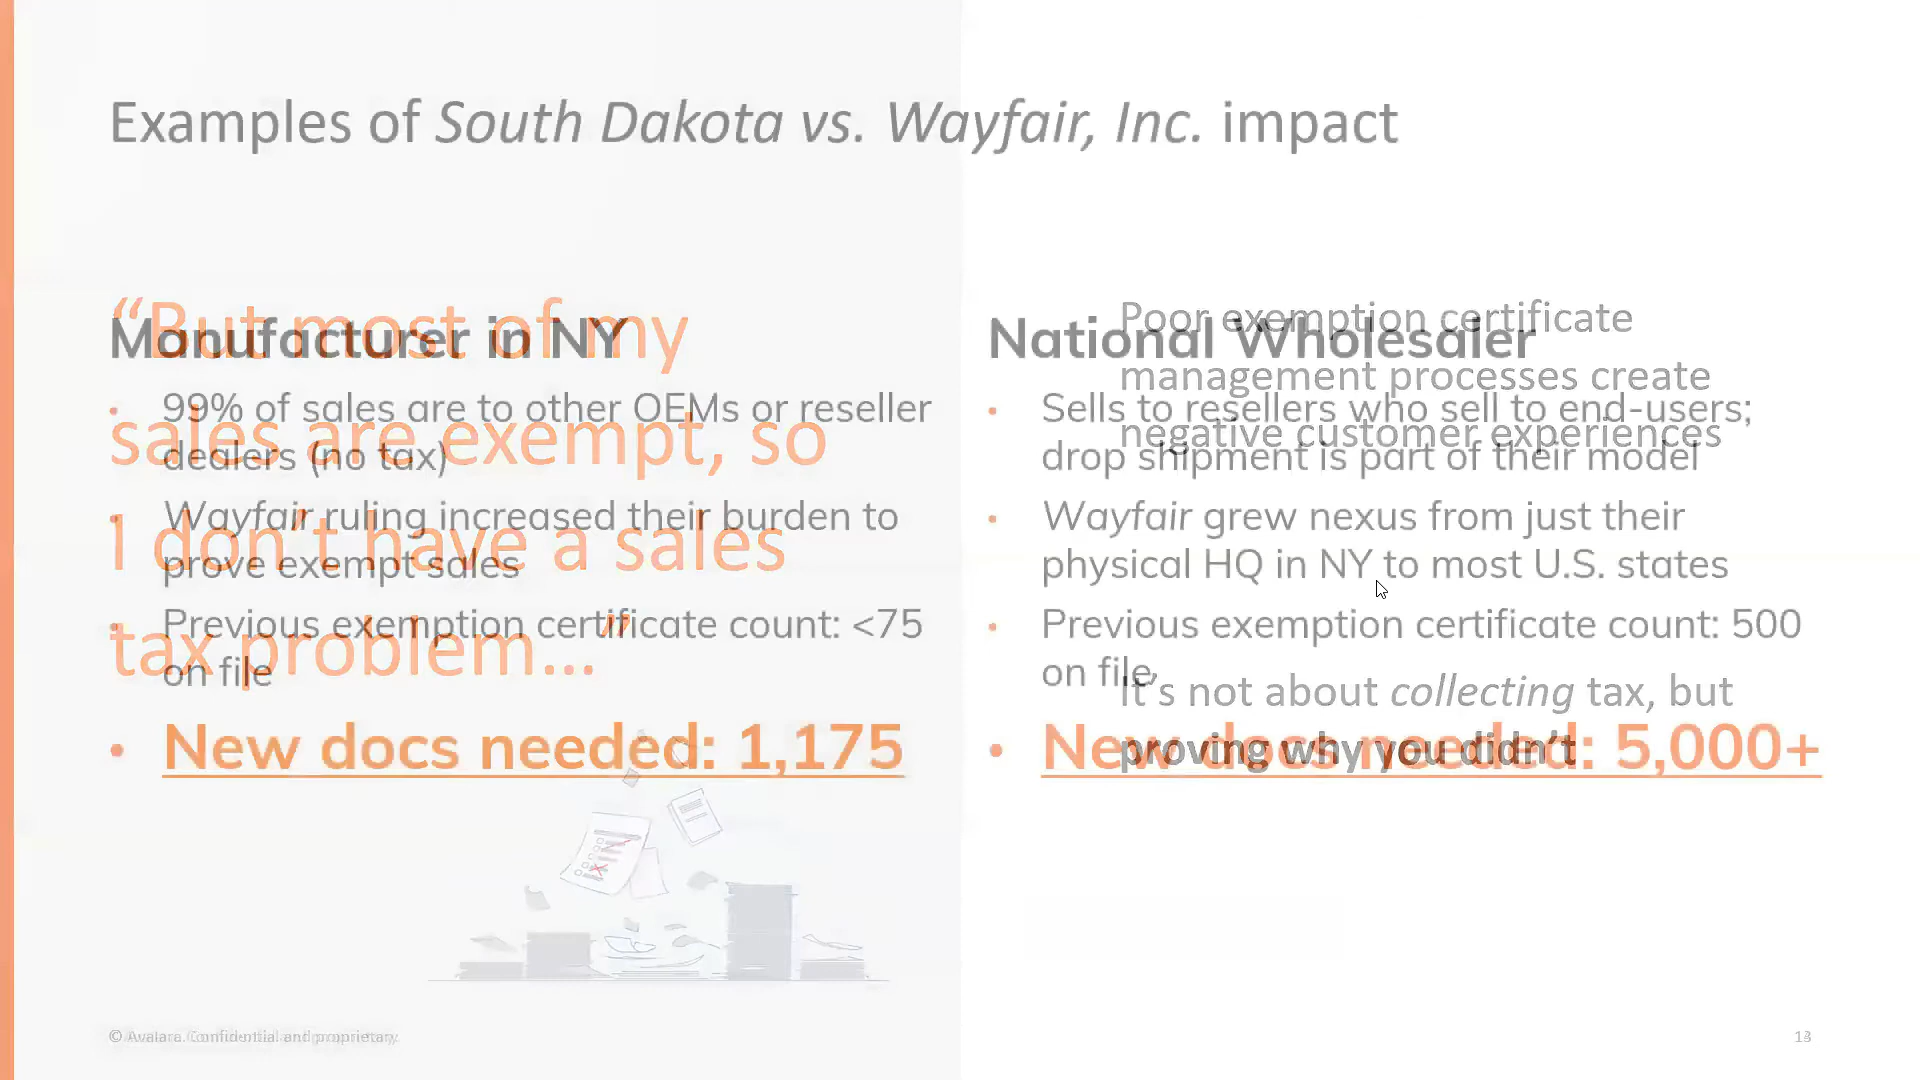 Examples of South Dakota vs. Wayfair, Inc. impact
Manufacturer in NY
• 99% of sales are to other OEMs or reseller
dealers (no tax)
• Wayfair ruling increased their burden to
prove exempt sales
• Previous exemption certificate count: <75
on file
• New docs needed: 1,175
National Wholesaler
• Sells to resellers who sell to end-users;
drop shipment is part of their model
• Wayfair grew nexus from just their
physical HQ in NY to most U.S. states
• Previous exemption certificate count: 500
on file
• New docs needed: 5,000+
“But most of my
sales are exempt, so
I don’t have a sales
tax problem...”
Poor exemption certificate
management processes create
negative customer experiences
It’s not about collecting tax, but
proving why you didn’t
© Avalara. Confidential and proprietary.